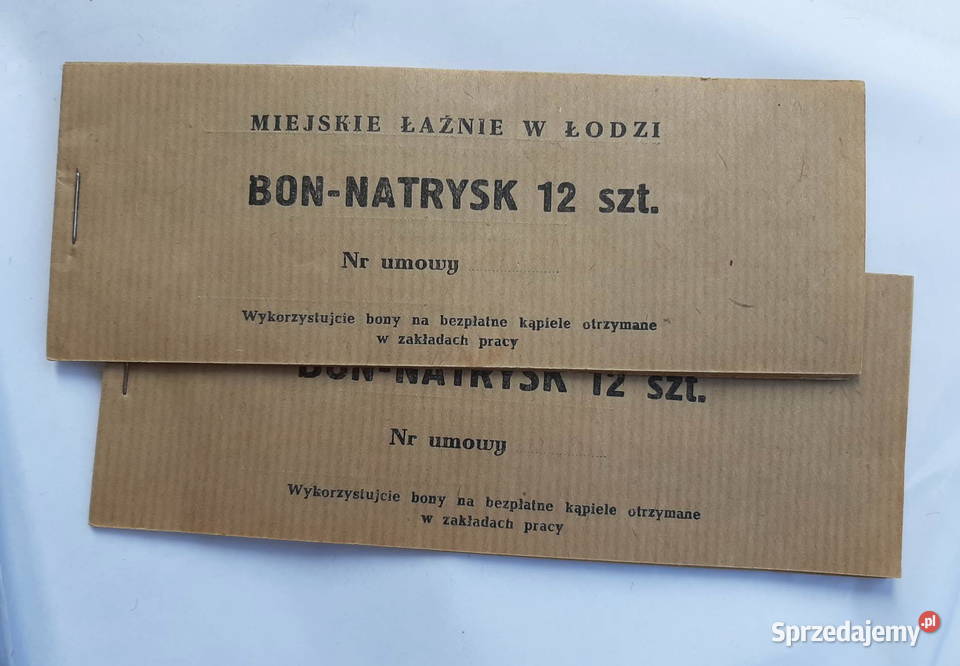 MIEJSKIE ŁAŹNIE W ŁODZI
BON-NATRYSK 12 szt.
Nr umowy
Wykorzystujcie bony na bezpłatne kąpiele otrzymane
w zakładach pracy
BON-NATRYSK 12 szt.
Nr umowy
Wykorzystujcie bony na bezpłatne kąpiele otrzymane
w zakładach pracy
Sprzedajemy.pl